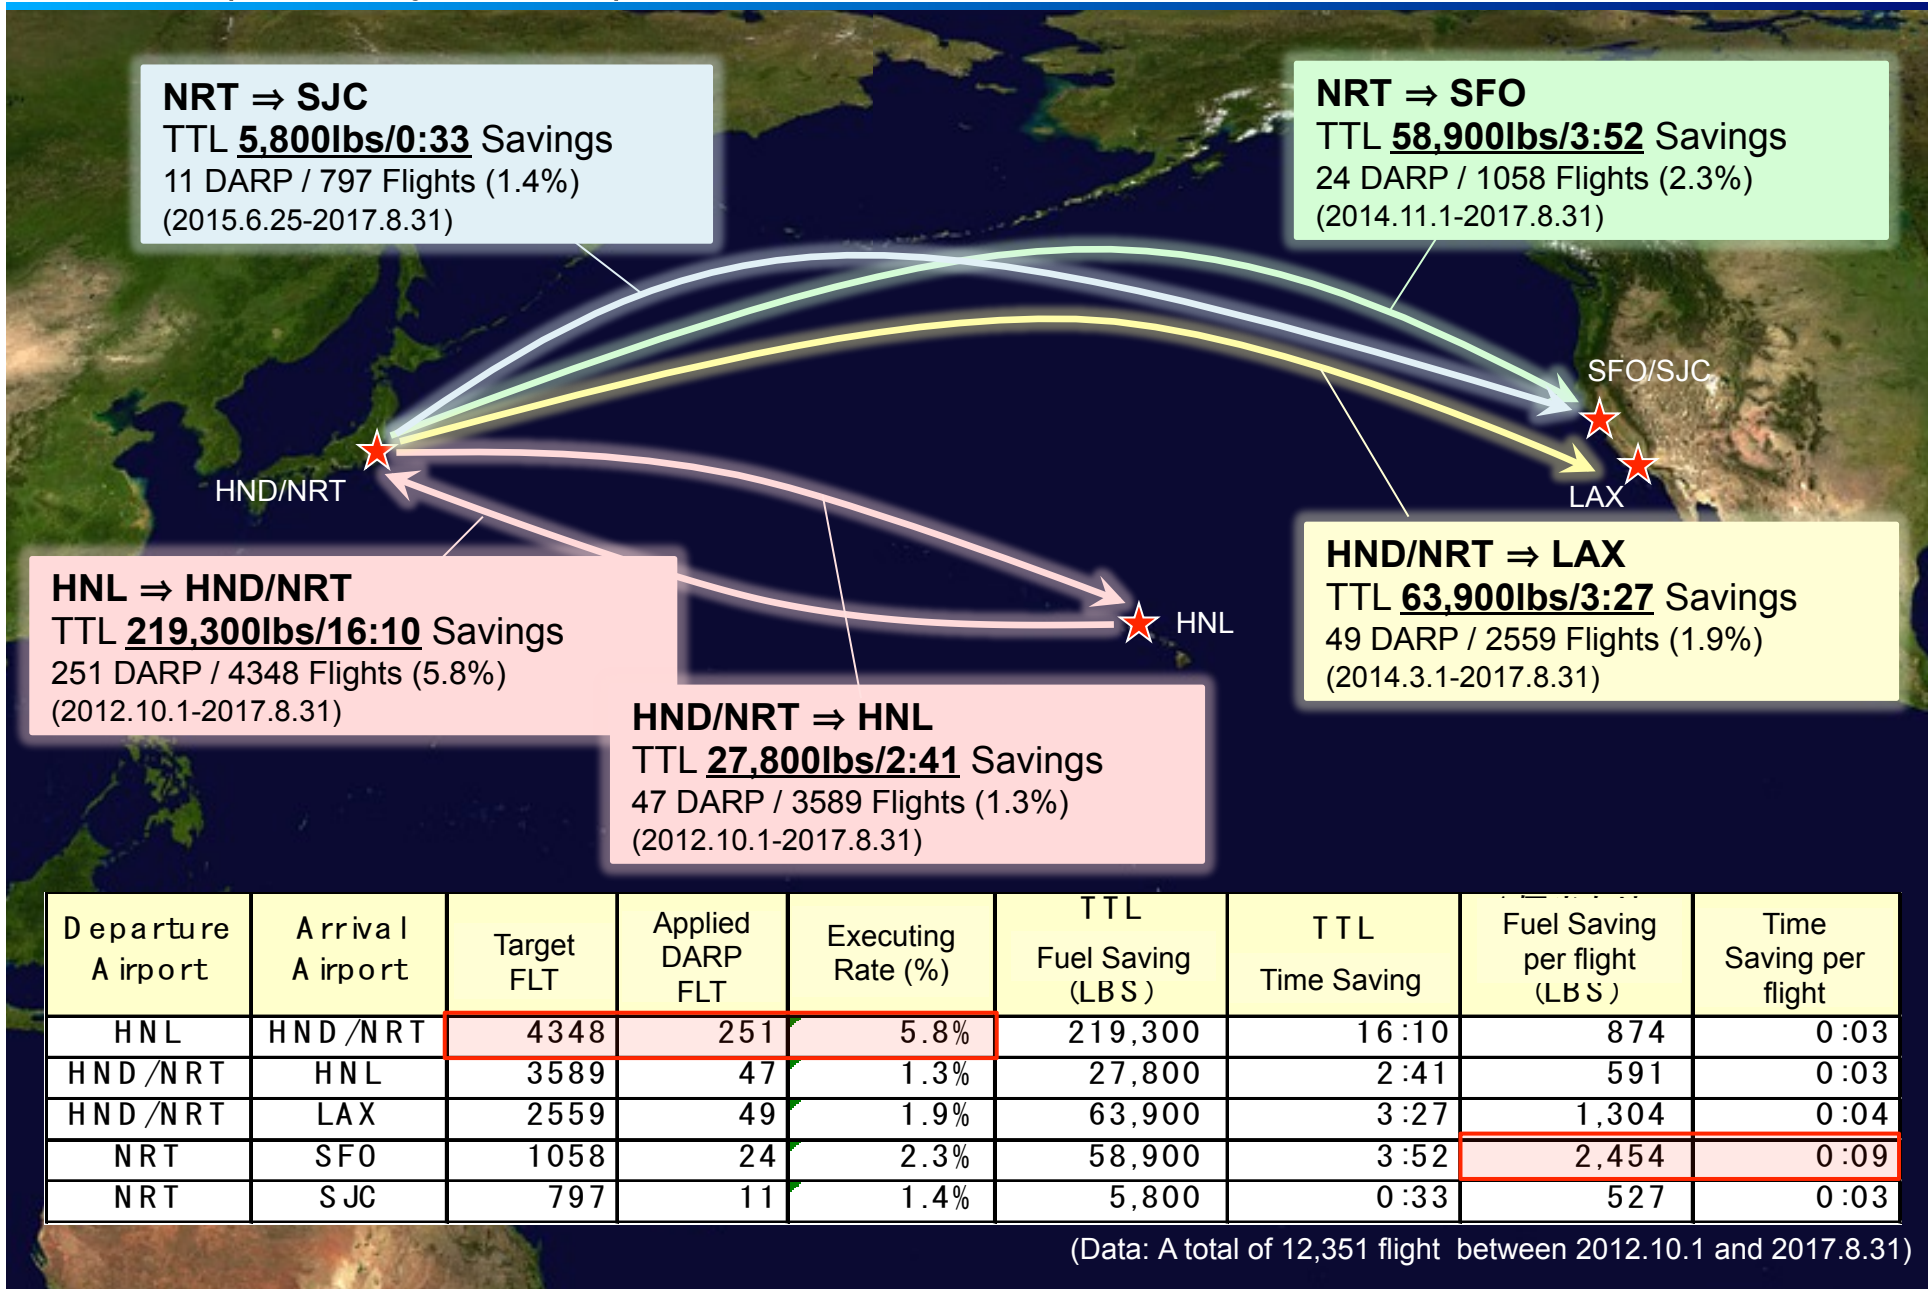 NRT ⇒ SJC
TTL 5,800lbs/0:33 Savings
11 DARP / 797 Flights (1.4%)
(2015.6.25-2017.8.31)
NRT ⇒ SFO
TTL 58,900lbs/3:52 Savings
24 DARP / 1058 Flights (2.3%)
(2014.11.1-2017.8.31)
SFO/SJC
HND/NRT
LAX
HNL
HNL ⇒ HND/NRT
TTL 219,300lbs/16:10 Savings
251 DARP / 4348 Flights (5.8%)
(2012.10.1-2017.8.31)
HND/NRT ⇒ LAX
TTL 63,900lbs/3:27 Savings
49 DARP / 2559 Flights (1.9%)
(2014.3.1-2017.8.31)
HND/NRT ⇒ HNL
TTL 27,800lbs/2:41 Savings
47 DARP / 3589 Flights (1.3%)
(2012.10.1-2017.8.31)
Departure Airport Arrival Airport Target FLT Applied DARP FLT Executing Rate (%) TTL Fuel Saving (LBS) TTL Time Saving Fuel Saving per flight (LBS) Time Saving per flight
HNL HND/NRT 4348 251 5.8% 219,300 16:10 874 0:03
HND/NRT HNL 3589 47 1.3% 27,800 2:41 591 0:03
HND/NRT LAX 2559 49 1.9% 63,900 3:27 1,304 0:04
NRT SFO 1058 24 2.3% 58,900 3:52 2,454 0:09
NRT SJC 797 11 1.4% 5,800 0:33 527 0:03
(Data: A total of 12,351 flight between 2012.10.1 and 2017.8.31)